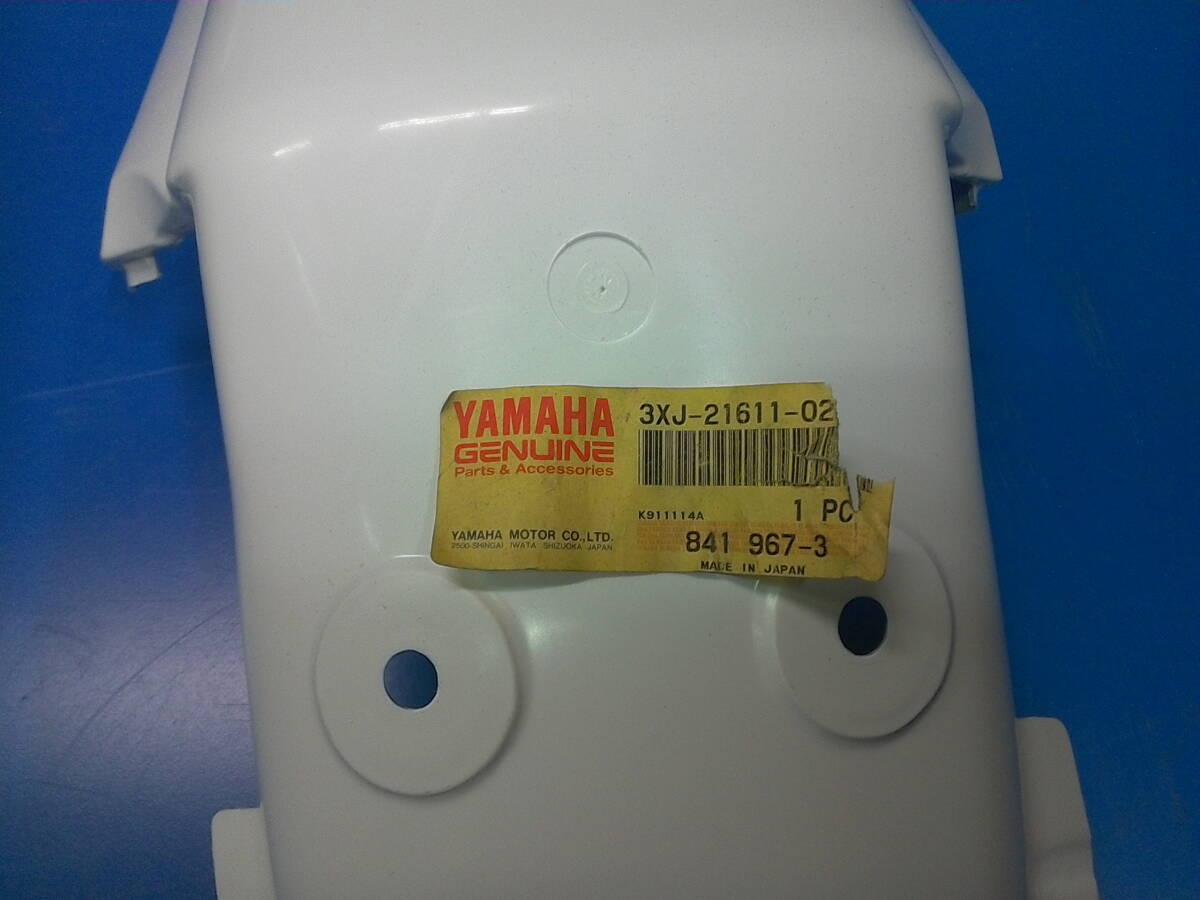 YAMAHA
GENUINE
Parts & Accessories
YAMAHA MOTOR CO.,LTD.
2500-SHINGAI IWATA SHIZUOKA JAPAN
3XJ-21611-02
K911114A
1 PC
841 967-3
MADE IN JAPAN